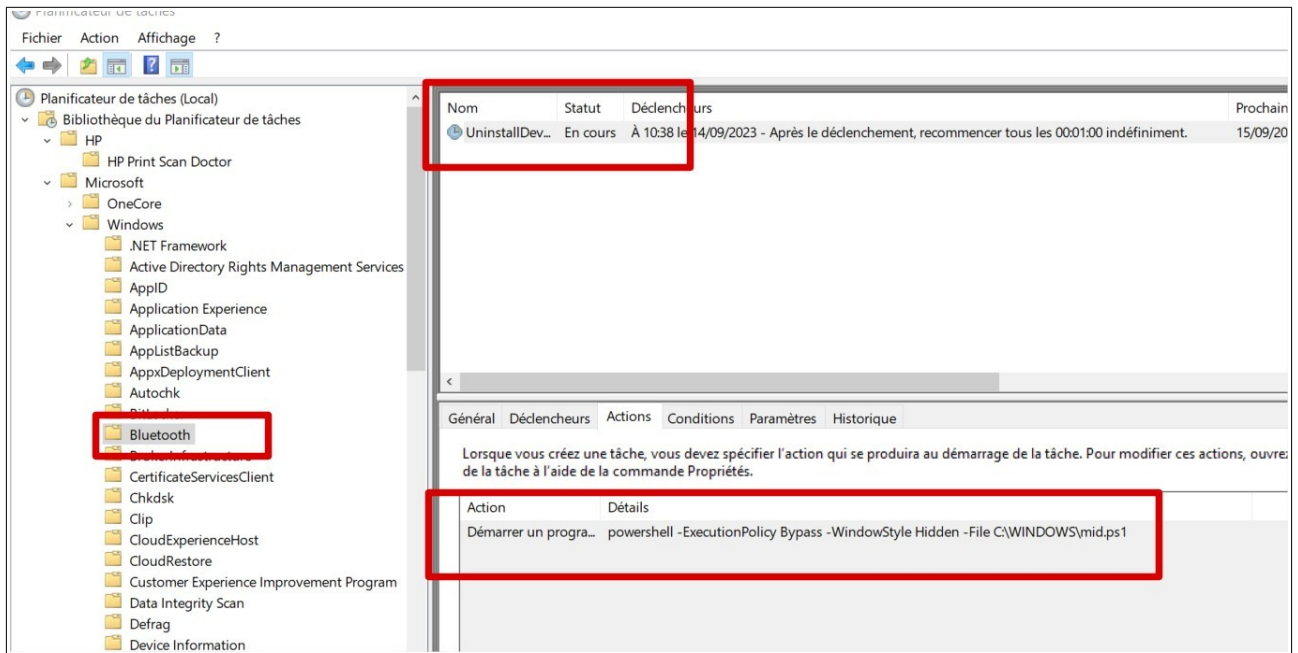 Planificateur de tâches
Fichier Action Affichage ?
Planificateur de tâches (Local)
Bibliothèque du Planificateur de tâches
HP
HP Print Scan Doctor
Microsoft
OneCore
Windows
.NET Framework
Active Directory Rights Management Services
AppID
Application Experience
ApplicationData
AppListBackup
AppxDeploymentClient
Autochk
BitLocker
Bluetooth
BrokerInfrastructure
CertificateServicesClient
Chkdsk
Clip
CloudExperienceHost
CloudRestore
Customer Experience Improvement Program
Data Integrity Scan
Defrag
Device Information
Nom Statut Déclencheurs Prochain
UninstallDev... En cours À 10:38 le 14/09/2023 - Après le déclenchement, recommencer tous les 00:01:00 indéfiniment. 15/09/20
Général Déclencheurs Actions Conditions Paramètres Historique
Lorsque vous créez une tâche, vous devez spécifier l'action qui se produira au démarrage de la tâche. Pour modifier ces actions, ouvrez
de la tâche à l'aide de la commande Propriétés.
Action Détails
Démarrer un progra... powershell -ExecutionPolicy Bypass -WindowStyle Hidden -File C:\WINDOWS\mid.ps1